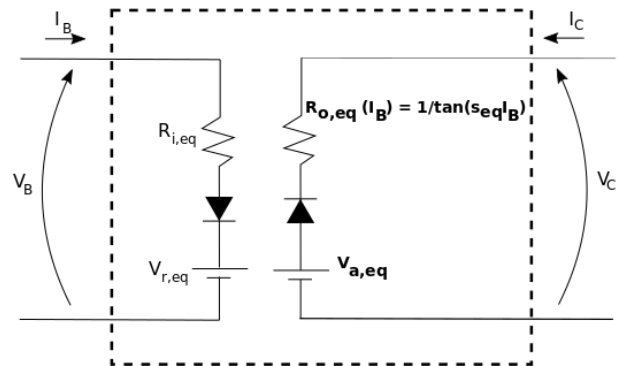 I_B
I_C
R_o,eq (I_B) = 1/tan(s_eq I_B)
R_i,eq
V_B
V_C
V_r,eq
V_a,eq